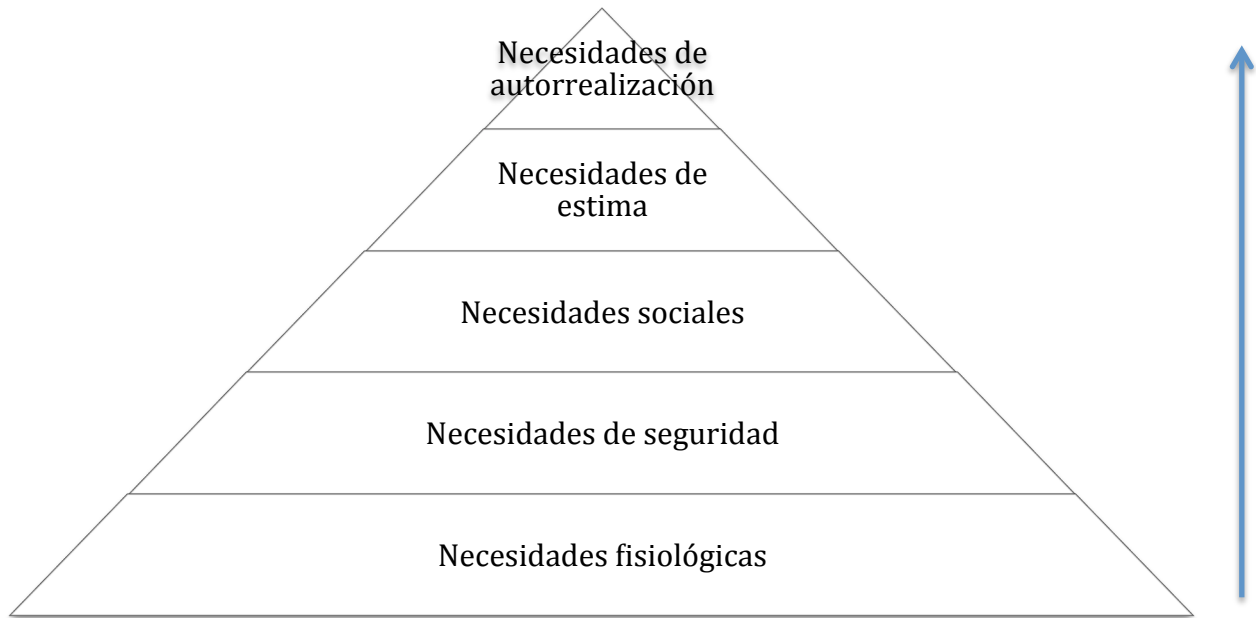 Necesidades de
autorrealización
Necesidades de
estima
Necesidades sociales
Necesidades de seguridad
Necesidades fisiológicas